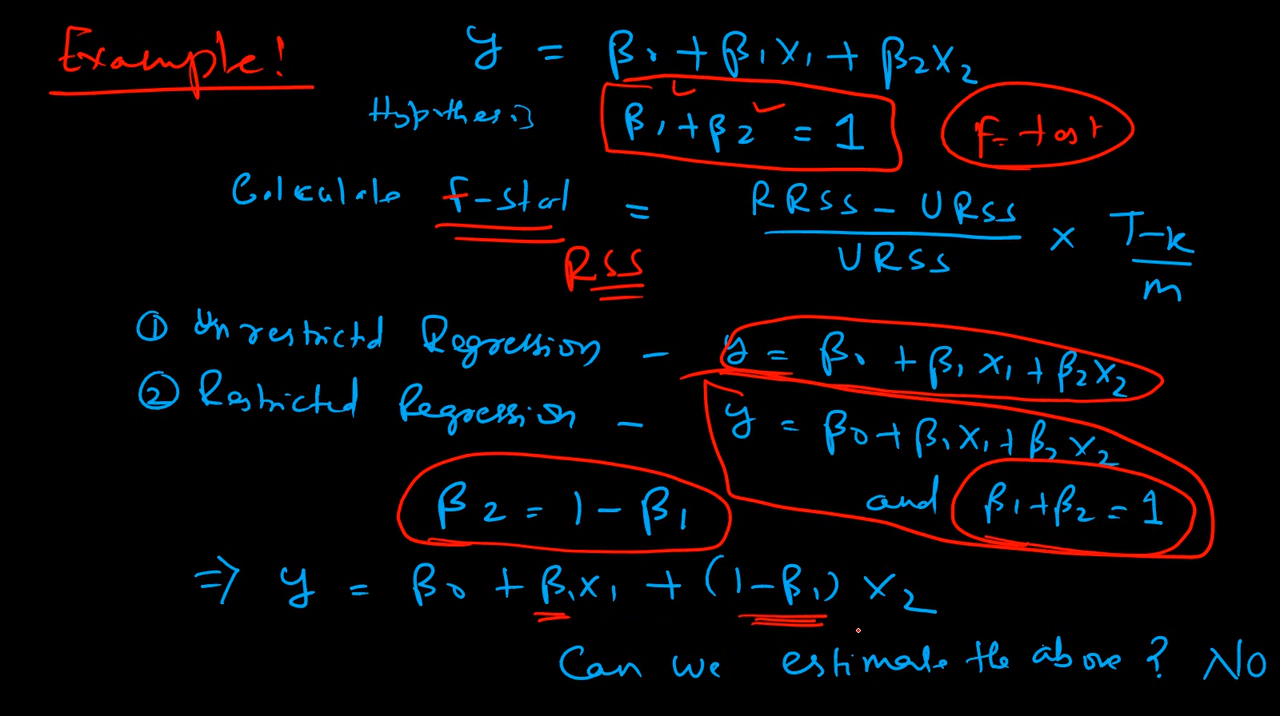 Example! y = β0 + β1x1 + β2x2
Hypothesis β1 + β2 = 1 F-test
Calculate F-stat = (RRSS - URSS) / URSS × (T-k) / m
RSS
① Unrestrictd Regression - y = β0 + β1x1 + β2x2
② Restricted Regression - y = β0 + β1x1 + β2x2
and β1 + β2 = 1
β2 = 1 - β1
⇒ y = β0 + β1x1 + (1-β1) x2
Can we estimate the above? NO